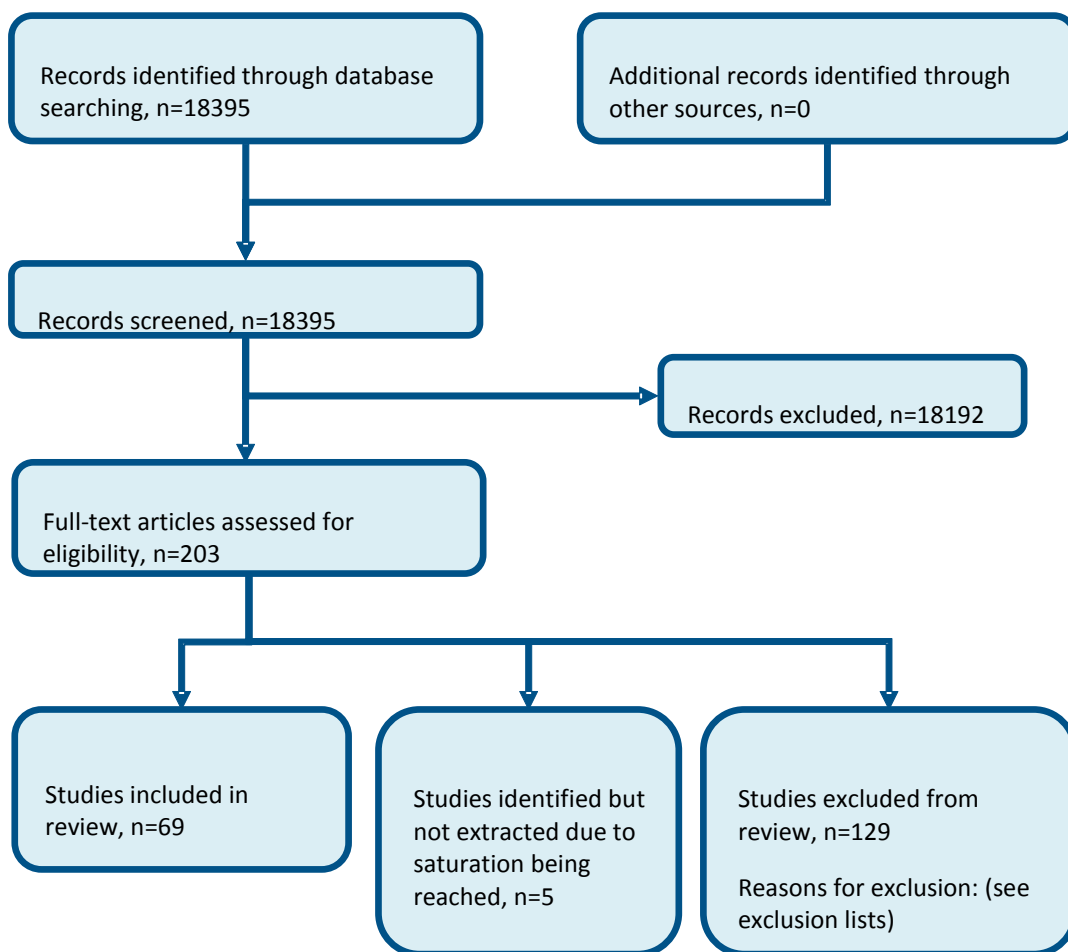 Records identified through database
searching, n=18395
Additional records identified through
other sources, n=0
Records screened, n=18395
Records excluded, n=18192
Full-text articles assessed for
eligibility, n=203
Studies included in
review, n=69
Studies identified but
not extracted due to
saturation being
reached, n=5
Studies excluded from
review, n=129
Reasons for exclusion: (see
exclusion lists)